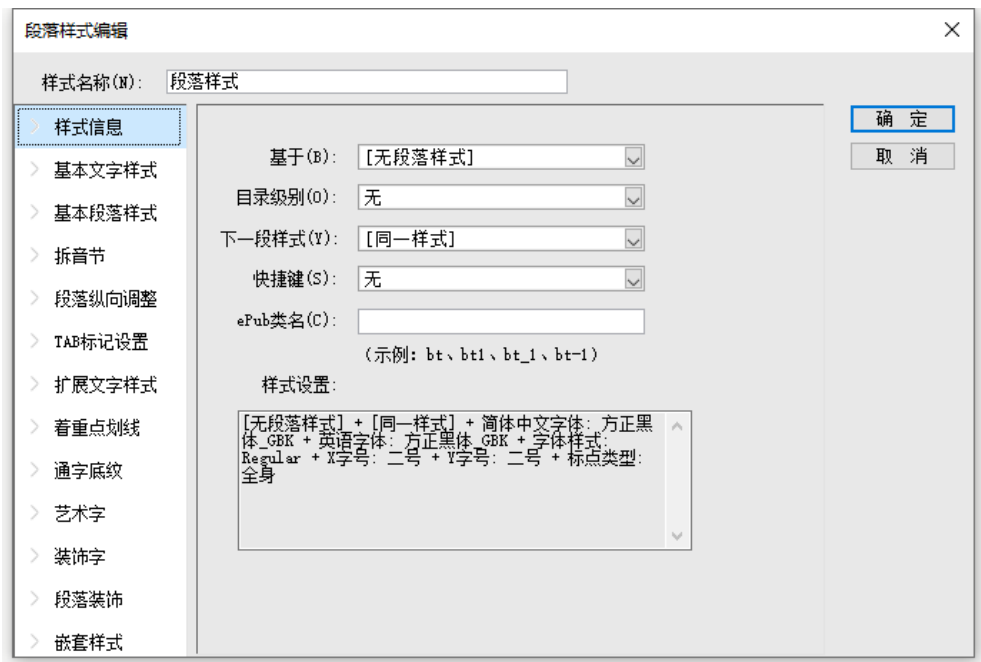 段落样式编辑
样式名称(N): 段落样式
样式信息
基本文字样式
基本段落样式
拆音节
段落纵向调整
TAB标记设置
扩展文字样式
着重点划线
通字底纹
艺术字
装饰字
段落装饰
嵌套样式
基于(B): [无段落样式]
目录级别(O): 无
下一段样式(Y): [同一样式]
快捷键(S): 无
ePub类名(C):
(示例: bt、bt1、bt_1、bt-1)
样式设置:
[无段落样式] + [同一样式] + 简体中文字体: 方正黑
体_GBK + 英语字体: 方正黑体_GBK + 字体样式:
Regular + X字号: 二号 + Y字号: 二号 + 标点类型:
全身
确 定
取 消